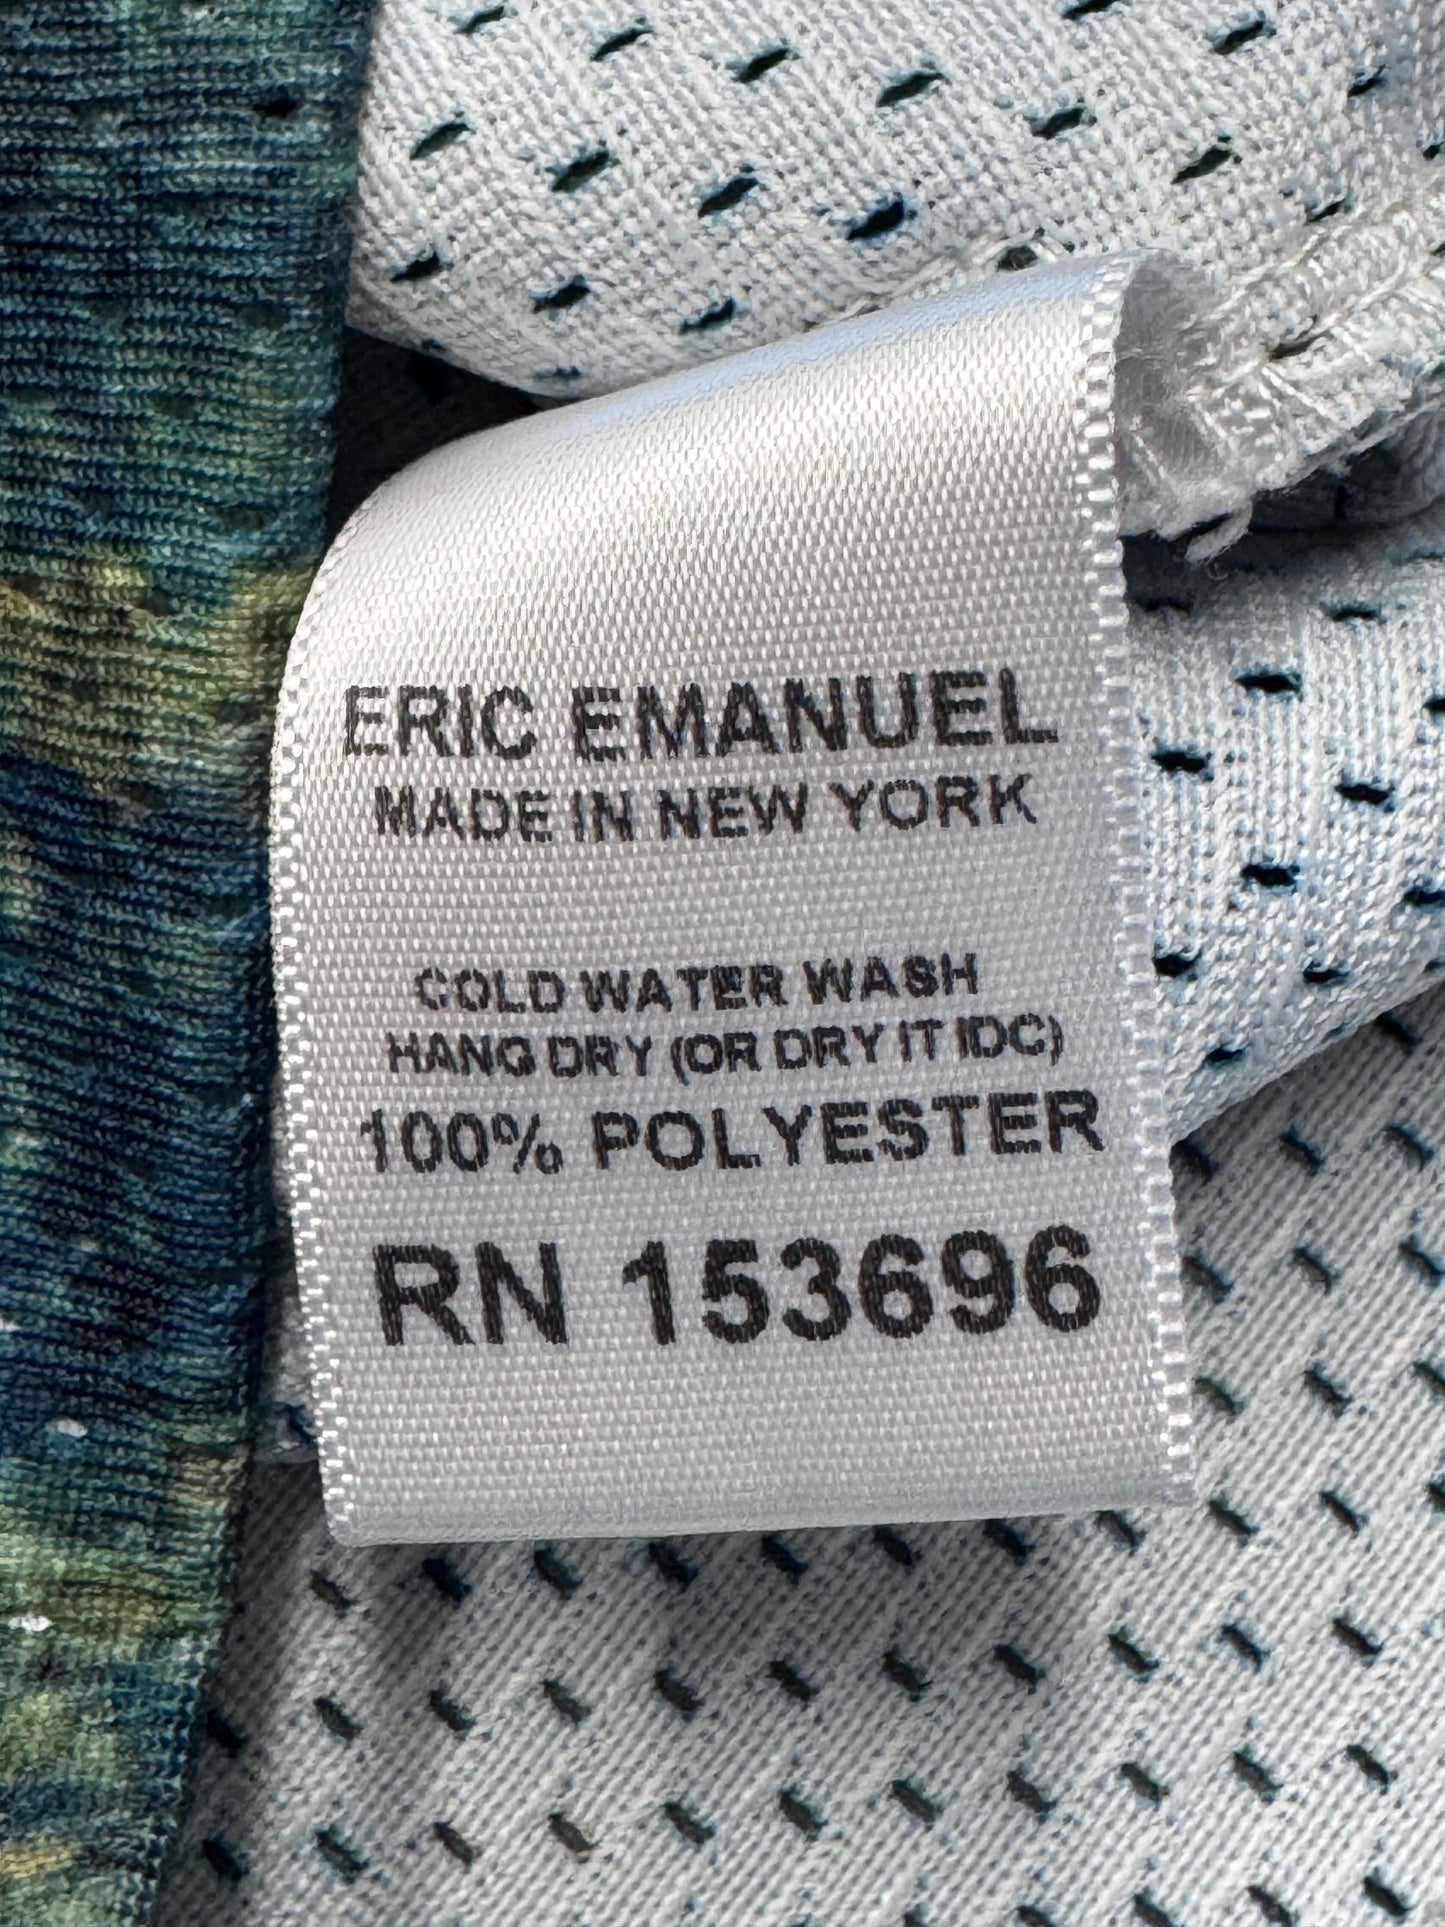 ERIC EMANUEL
MADE IN NEW YORK
COLD WATER WASH
HANG DRY (OR DRY IT IDC)
100% POLYESTER
RN 153696